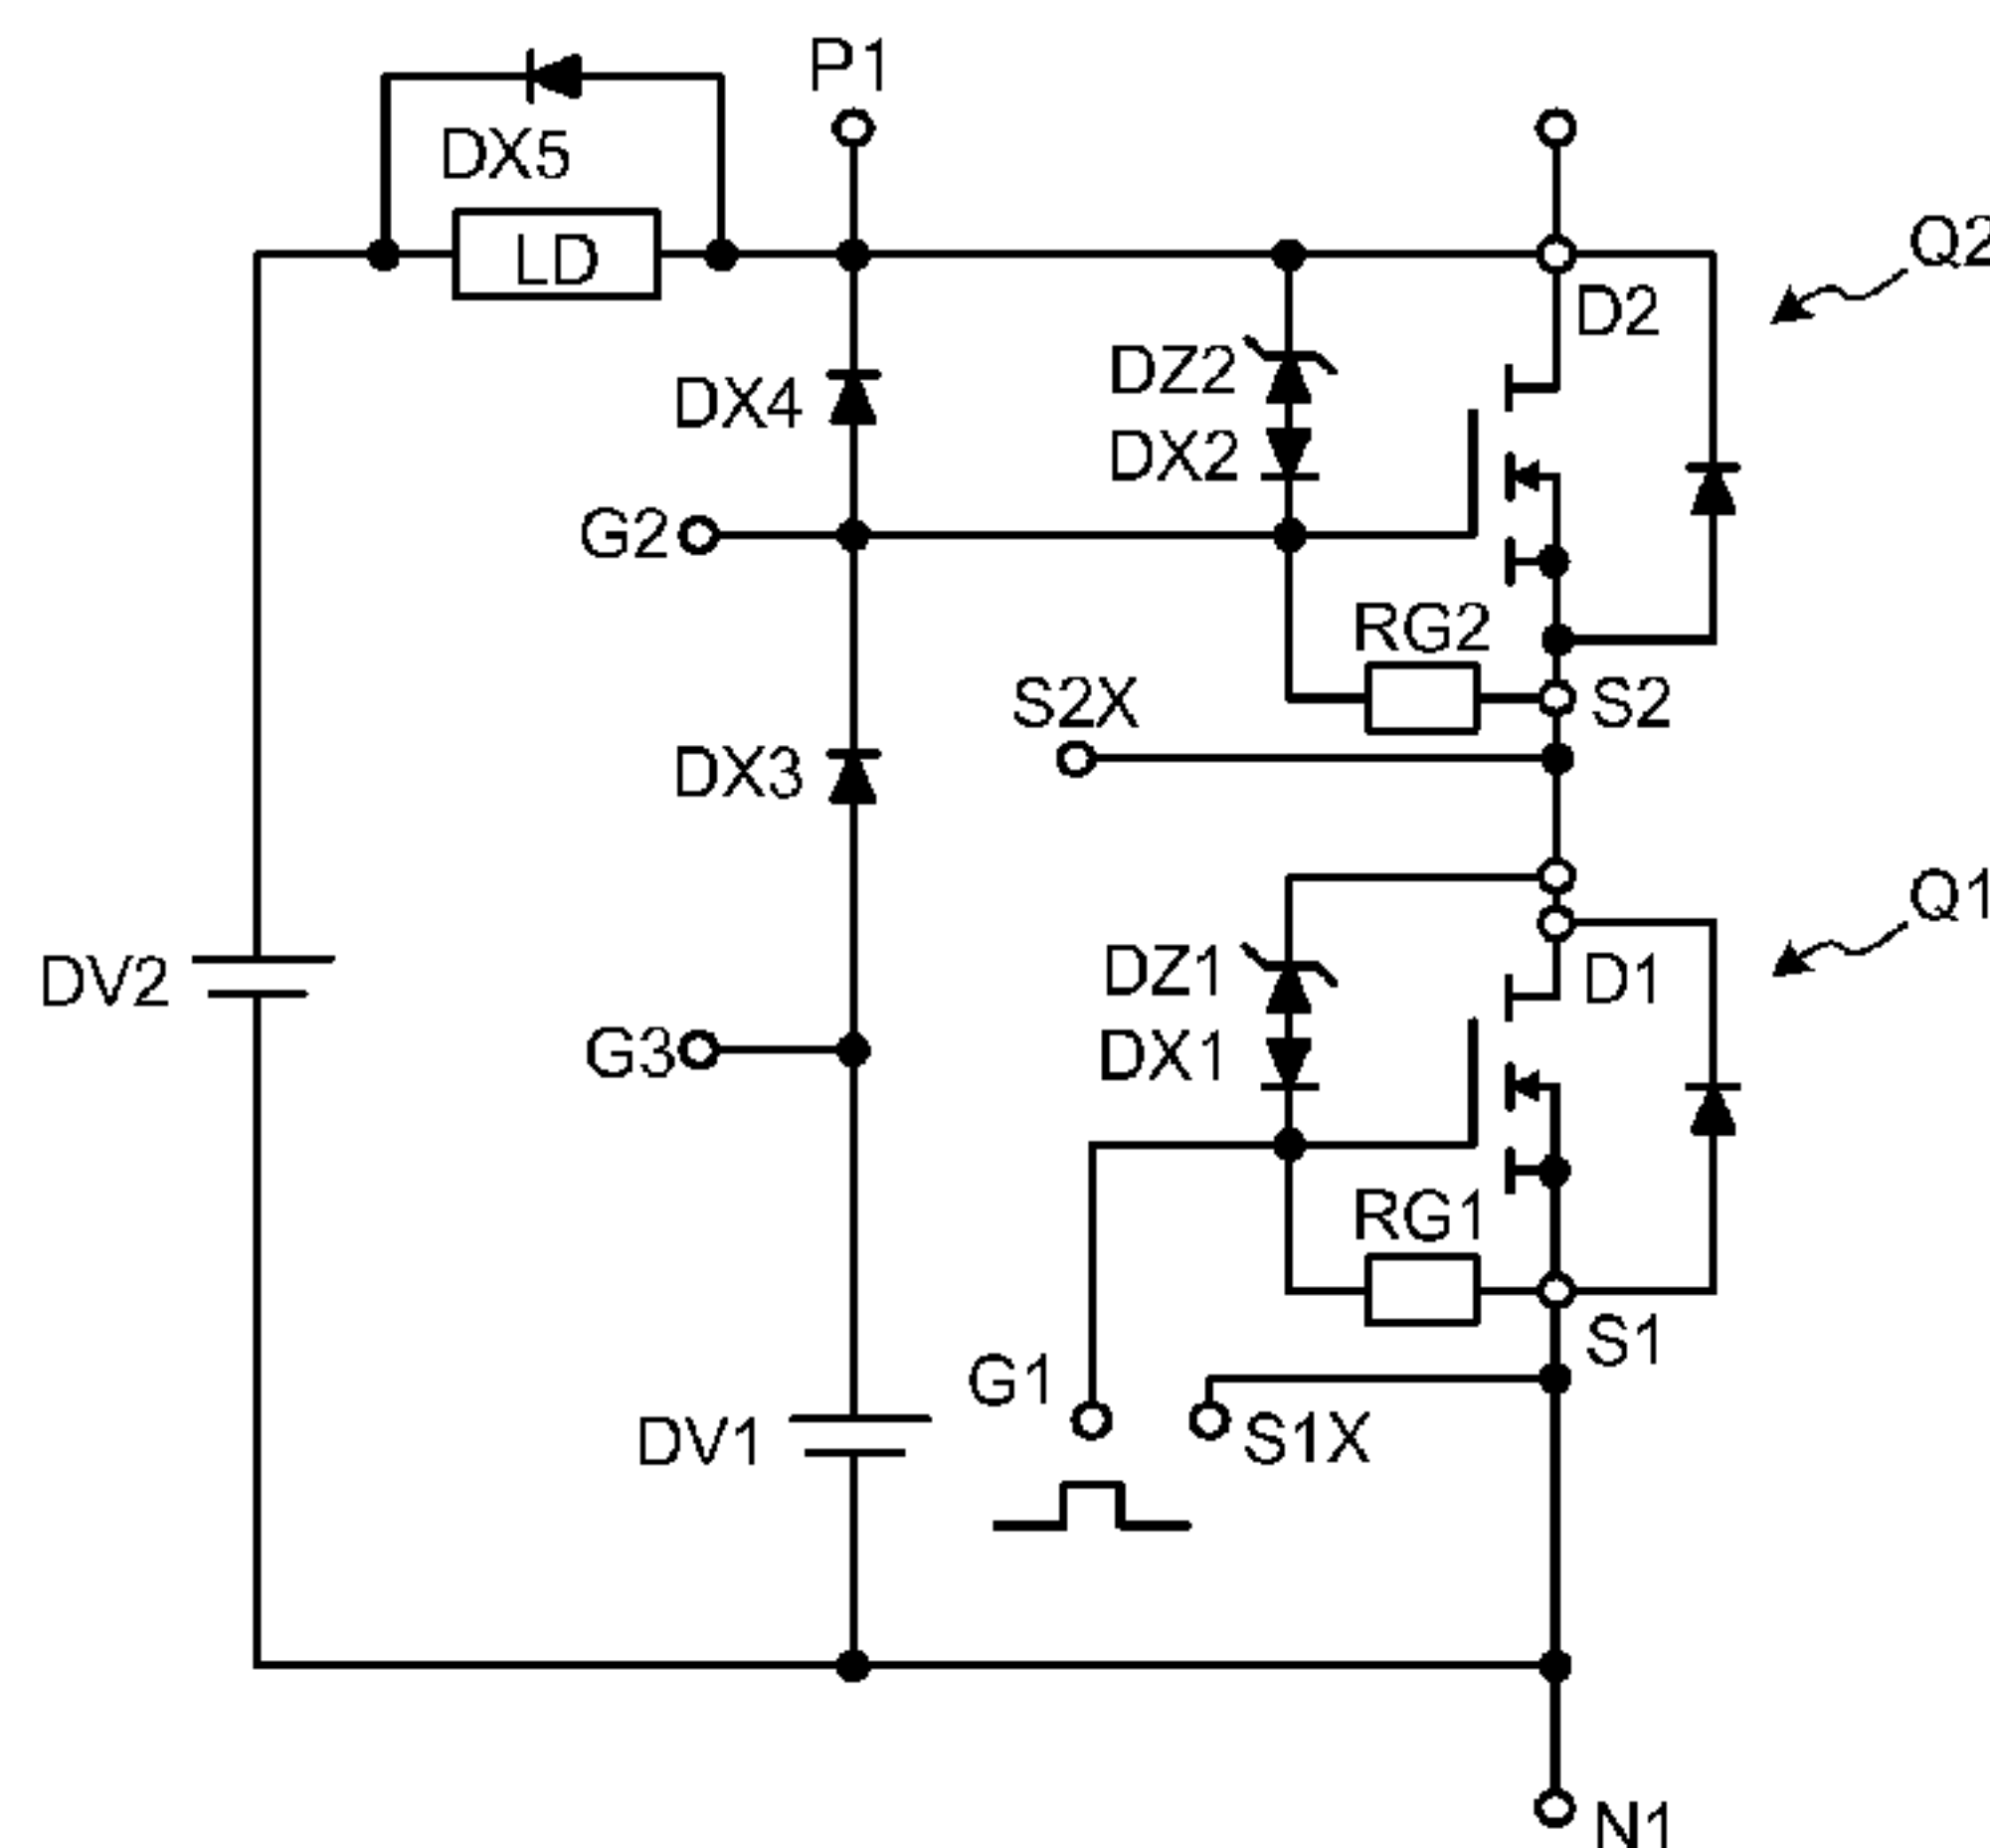 P1
DX5
LD
Q2
D2
DZ2
DX4
DX2
G2
RG2
S2X
S2
DX3
Q1
DZ1
D1
DV2
G3
DX1
RG1
S1
G1
DV1
S1X
N1